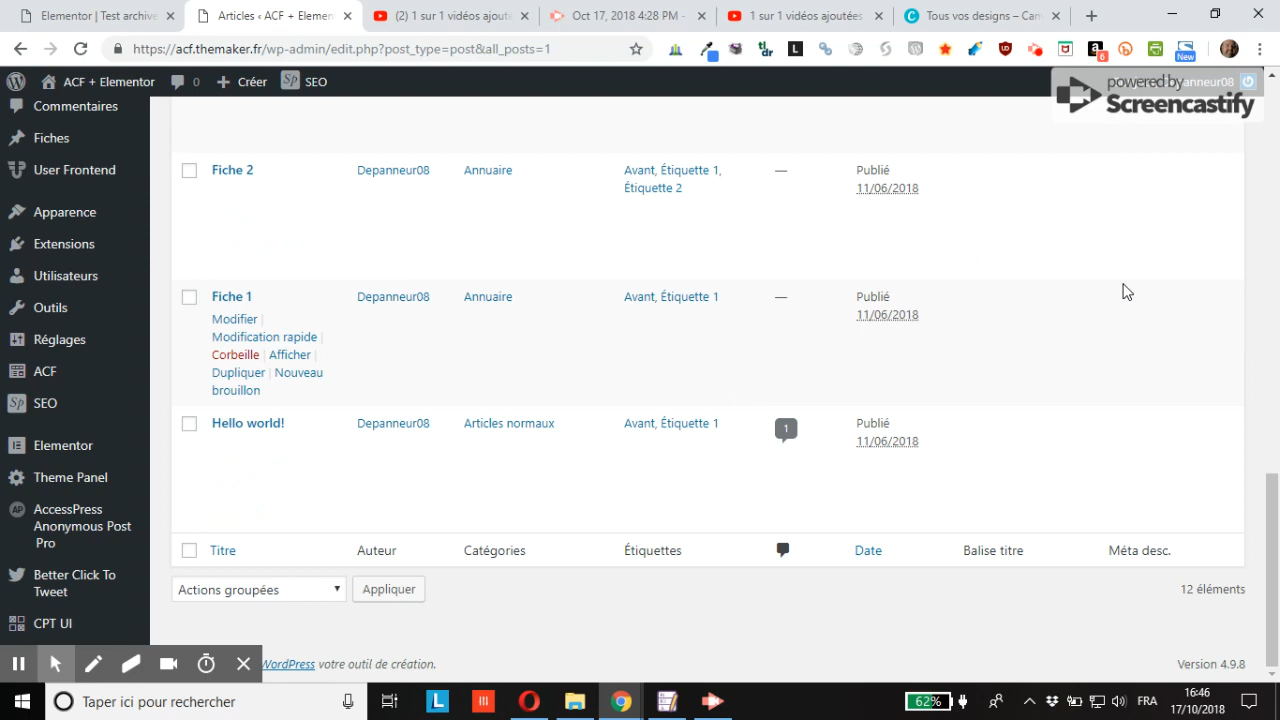 Elementor | Test archive
Articles ‹ ACF + Elemen
(2) 1 sur 1 vidéos ajouté
Oct 17, 2018 4:28 PM -
1 sur 1 vidéos ajoutées
Tous vos designs – Cam
https://acf.themaker.fr/wp-admin/edit.php?post_type=post&all_posts=1
tl;dr
L
UD
6
New
ACF + Elementor
0
Créer
SEO
powered by
Screencastify
anneur08
Commentaires
Fiches
User Frontend
Apparence
Extensions
Utilisateurs
Outils
Réglages
ACF
SEO
Elementor
Theme Panel
AccessPress
Anonymous Post
Pro
Better Click To
Tweet
CPT UI
Fiche 2
Depanneur08
Annuaire
Avant, Étiquette 1,
Étiquette 2
—
Publié
11/06/2018
Fiche 1
Depanneur08
Annuaire
Avant, Étiquette 1
—
Publié
11/06/2018
Modifier |
Modification rapide |
Corbeille | Afficher |
Dupliquer | Nouveau
brouillon
Hello world!
Depanneur08
Articles normaux
Avant, Étiquette 1
1
Publié
11/06/2018
Titre
Auteur
Catégories
Étiquettes
Date
Balise titre
Méta desc.
Actions groupées
Appliquer
12 éléments
WordPress votre outil de création.
Version 4.9.8
Taper ici pour rechercher
L
62%
FRA
16:46
17/10/2018